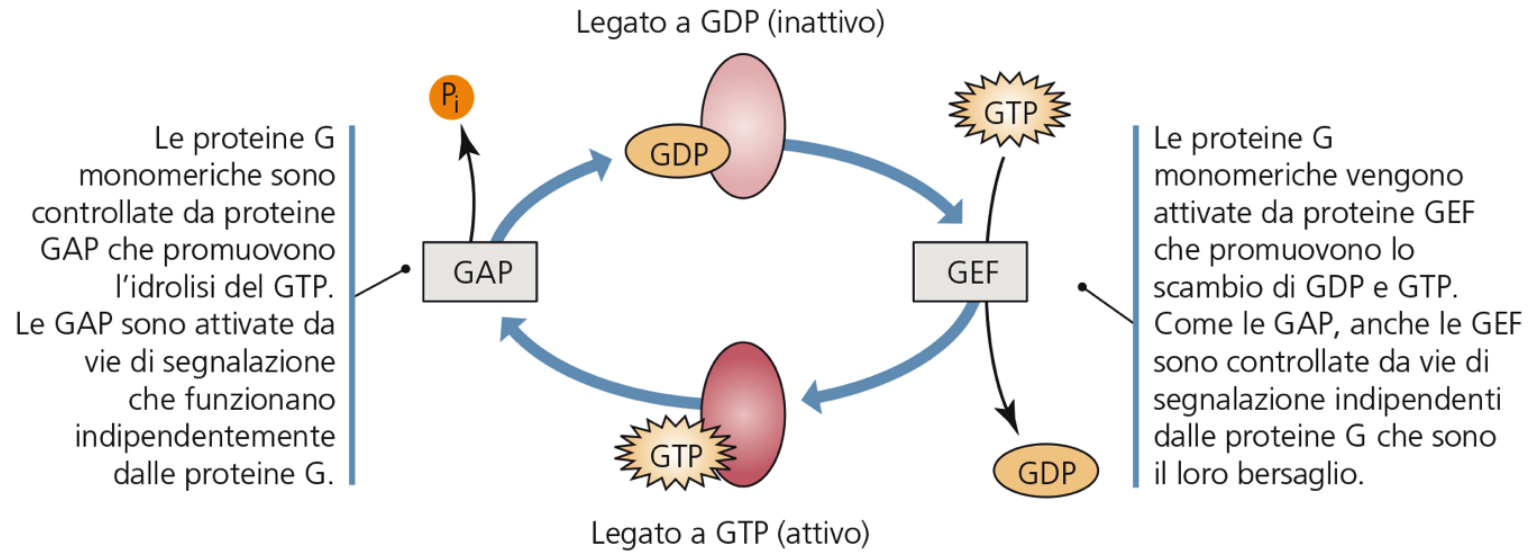 Legato a GDP (inattivo)
Pi
GTP
GDP
Le proteine G
monomeriche sono
controllate da proteine
GAP che promuovono
l’idrolisi del GTP.
Le GAP sono attivate da
vie di segnalazione
che funzionano
indipendentemente
dalle proteine G.
GAP
GEF
Le proteine G
monomeriche vengono
attivate da proteine GEF
che promuovono lo
scambio di GDP e GTP.
Come le GAP, anche le GEF
sono controllate da vie di
segnalazione indipendenti
dalle proteine G che sono
il loro bersaglio.
GTP
GDP
Legato a GTP (attivo)